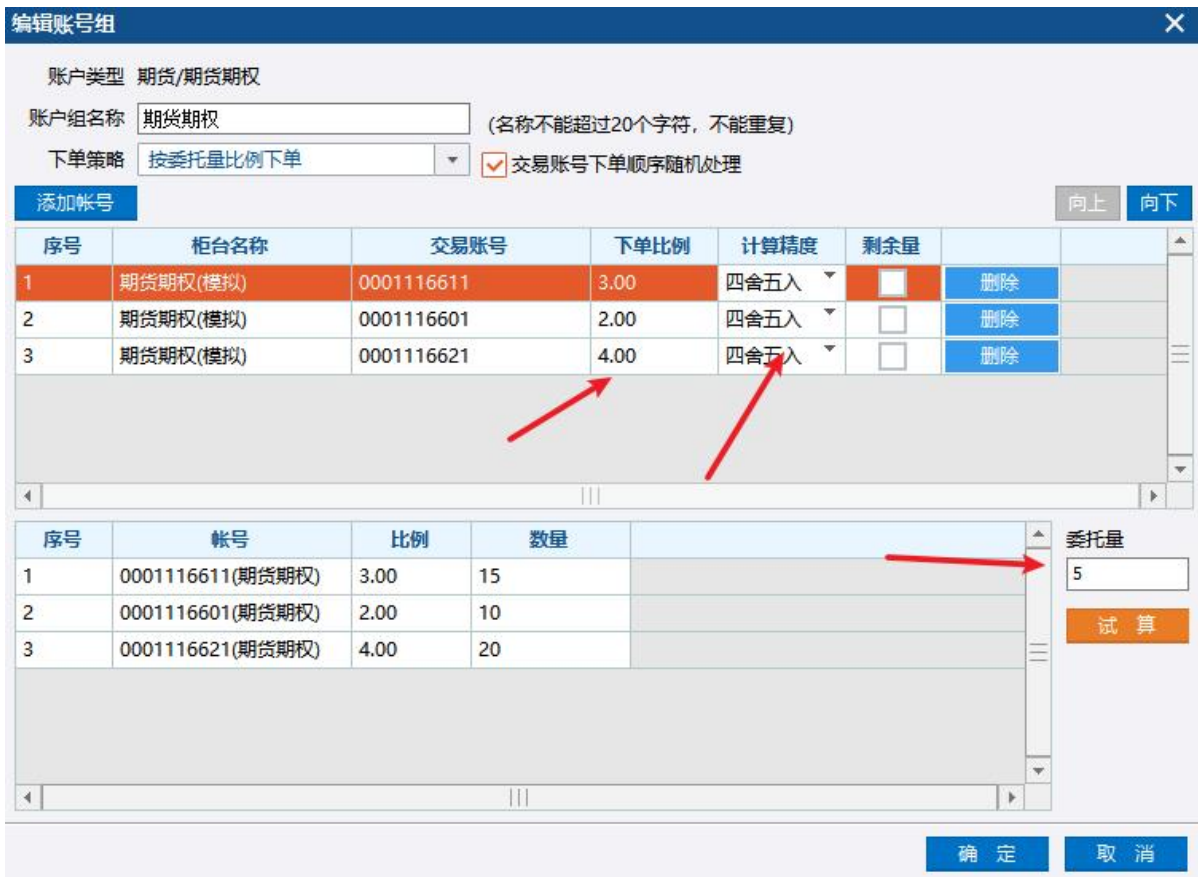 编辑账号组
账户类型 期货/期货期权
账户组名称 期货期权 (名称不能超过20个字符, 不能重复)
下单策略 按委托量比例下单 交易账号下单顺序随机处理
添加帐号 向上 向下
序号 柜台名称 交易账号 下单比例 计算精度 剩余量
1 期货期权(模拟) 0001116611 3.00 四舍五入 删除
2 期货期权(模拟) 0001116601 2.00 四舍五入 删除
3 期货期权(模拟) 0001116621 4.00 四舍五入 删除
序号 帐号 比例 数量 委托量
1 0001116611(期货期权) 3.00 15 5
2 0001116601(期货期权) 2.00 10 试 算
3 0001116621(期货期权) 4.00 20
确 定 取 消